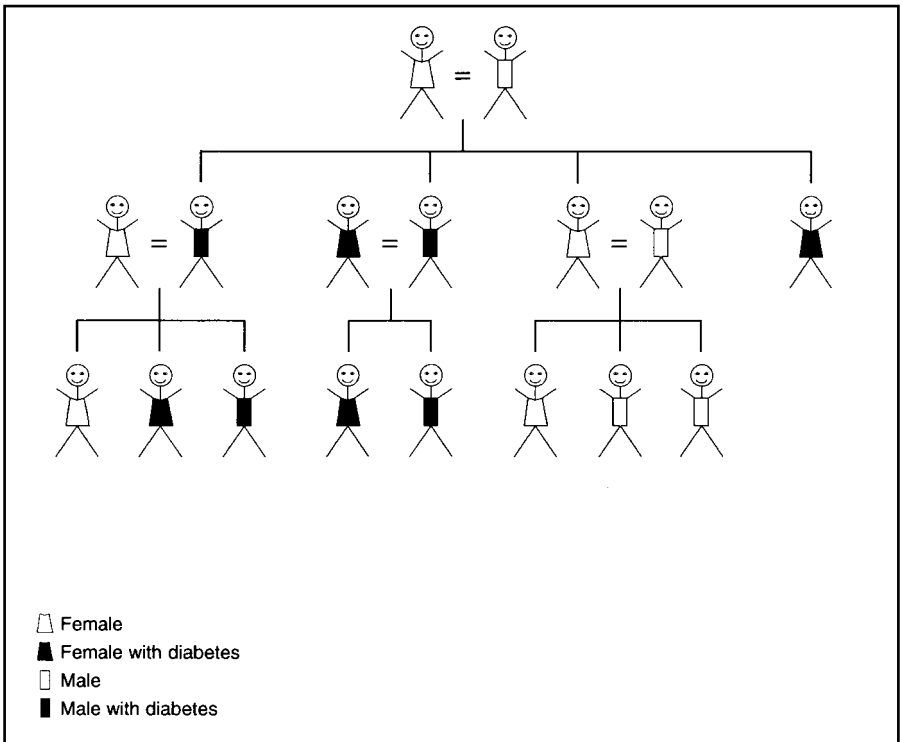 =
= = =
Female
Female with diabetes
Male
Male with diabetes